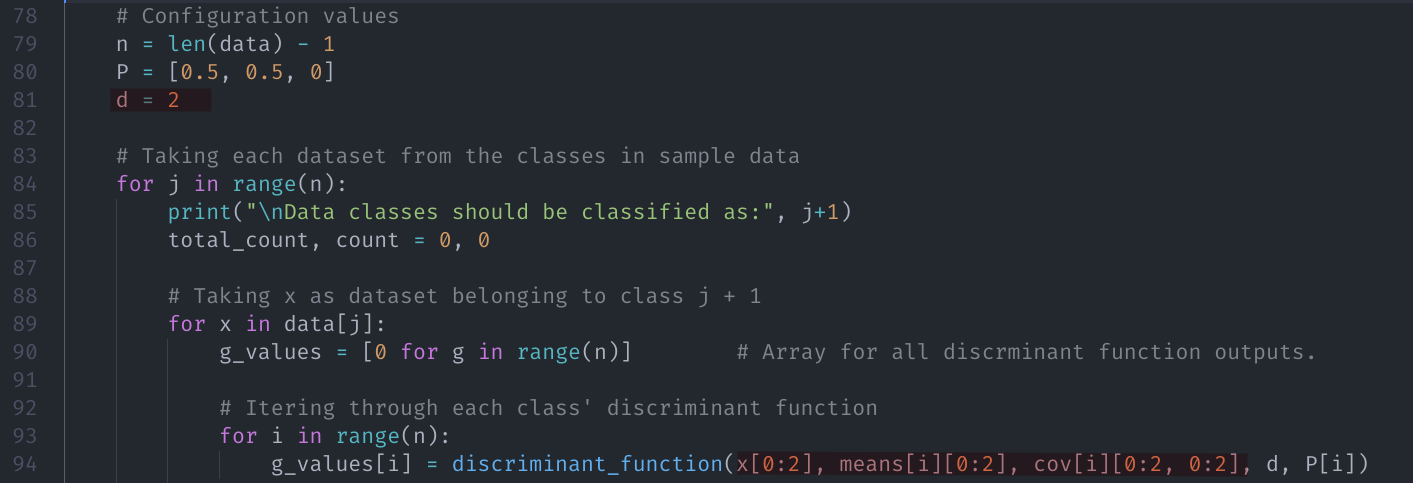 78 # Configuration values
79 n = len(data) - 1
80 P = [0.5, 0.5, 0]
81 d = 2
82
83 # Taking each dataset from the classes in sample data
84 for j in range(n):
85 print("\nData classes should be classified as:", j+1)
86 total_count, count = 0, 0
87
88 # Taking x as dataset belonging to class j + 1
89 for x in data[j]:
90 g_values = [0 for g in range(n)] # Array for all discrminant function outputs.
91
92 # Itering through each class' discriminant function
93 for i in range(n):
94 g_values[i] = discriminant_function(x[0:2], means[i][0:2], cov[i][0:2, 0:2], d, P[i])